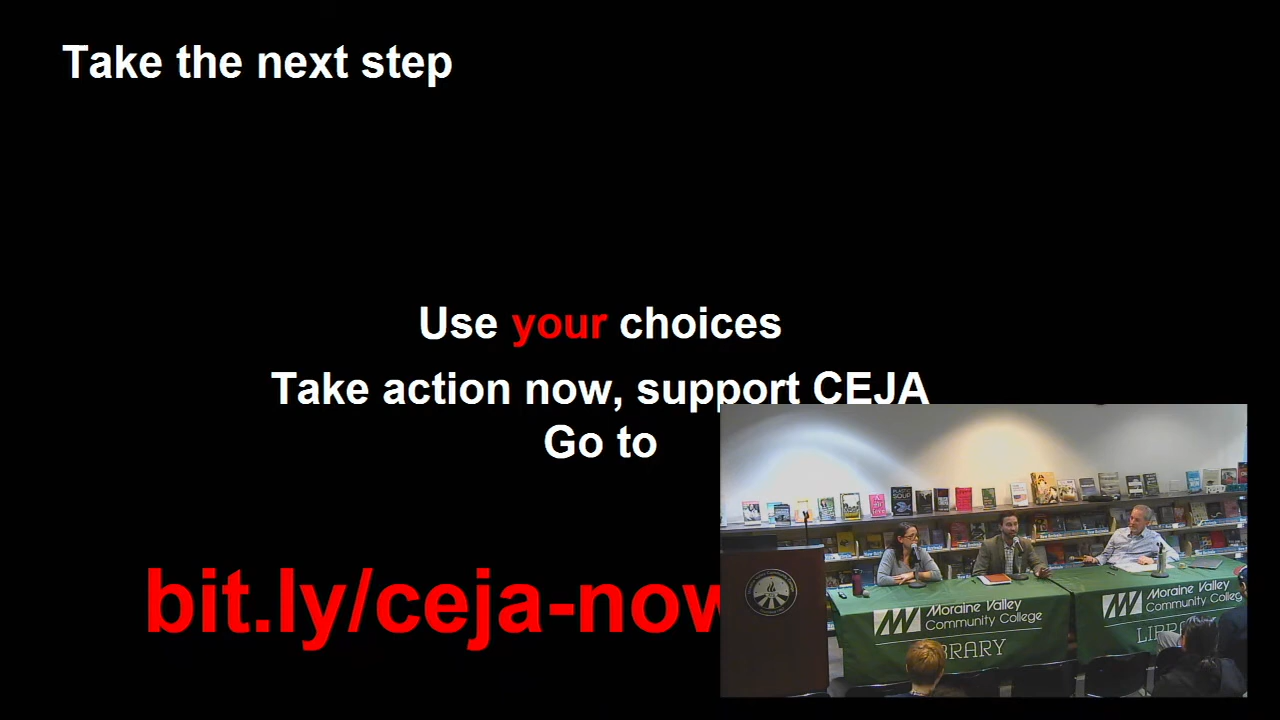 Take the next step
Use your choices
Take action now, support CEJA
Go to
bit.ly/ceja-now
Moraine Valley
Community College
LIBRARY
Moraine Valley
Community College